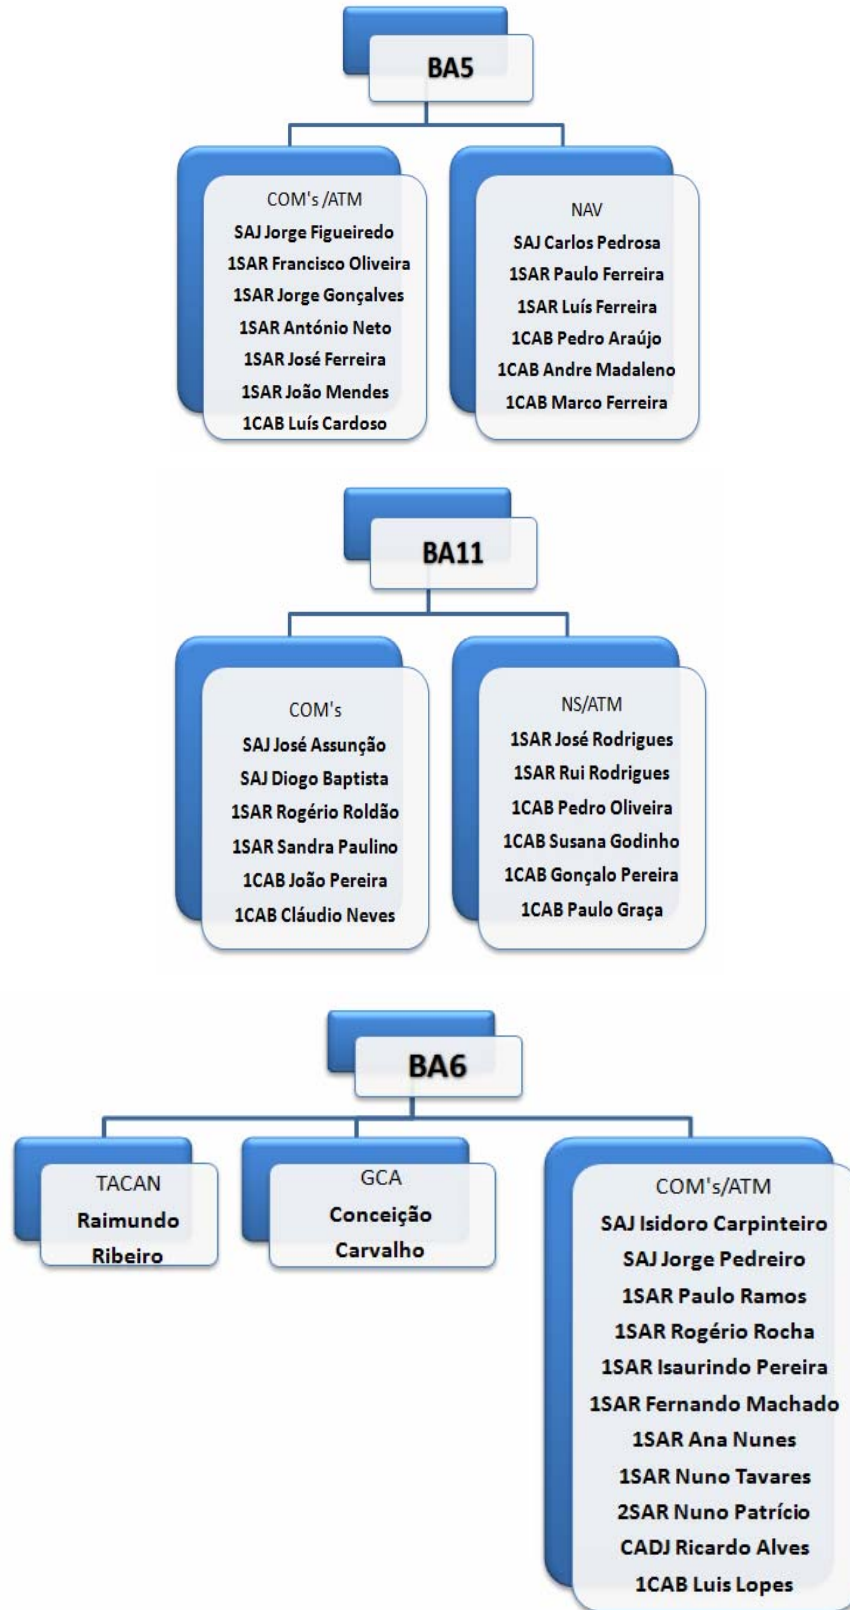 BA5
COM's /ATM
SAJ Jorge Figueiredo
1SAR Francisco Oliveira
1SAR Jorge Gonçalves
1SAR António Neto
1SAR José Ferreira
1SAR João Mendes
1CAB Luís Cardoso
NAV
SAJ Carlos Pedrosa
1SAR Paulo Ferreira
1SAR Luís Ferreira
1CAB Pedro Araújo
1CAB Andre Madaleno
1CAB Marco Ferreira
BA11
COM's
SAJ José Assunção
SAJ Diogo Baptista
1SAR Rogério Roldão
1SAR Sandra Paulino
1CAB João Pereira
1CAB Cláudio Neves
NS/ATM
1SAR José Rodrigues
1SAR Rui Rodrigues
1CAB Pedro Oliveira
1CAB Susana Godinho
1CAB Gonçalo Pereira
1CAB Paulo Graça
BA6
TACAN
Raimundo
Ribeiro
GCA
Conceição
Carvalho
COM's/ATM
SAJ Isidoro Carpinteiro
SAJ Jorge Pedreiro
1SAR Paulo Ramos
1SAR Rogério Rocha
1SAR Isaurindo Pereira
1SAR Fernando Machado
1SAR Ana Nunes
1SAR Nuno Tavares
2SAR Nuno Patrício
CADJ Ricardo Alves
1CAB Luis Lopes